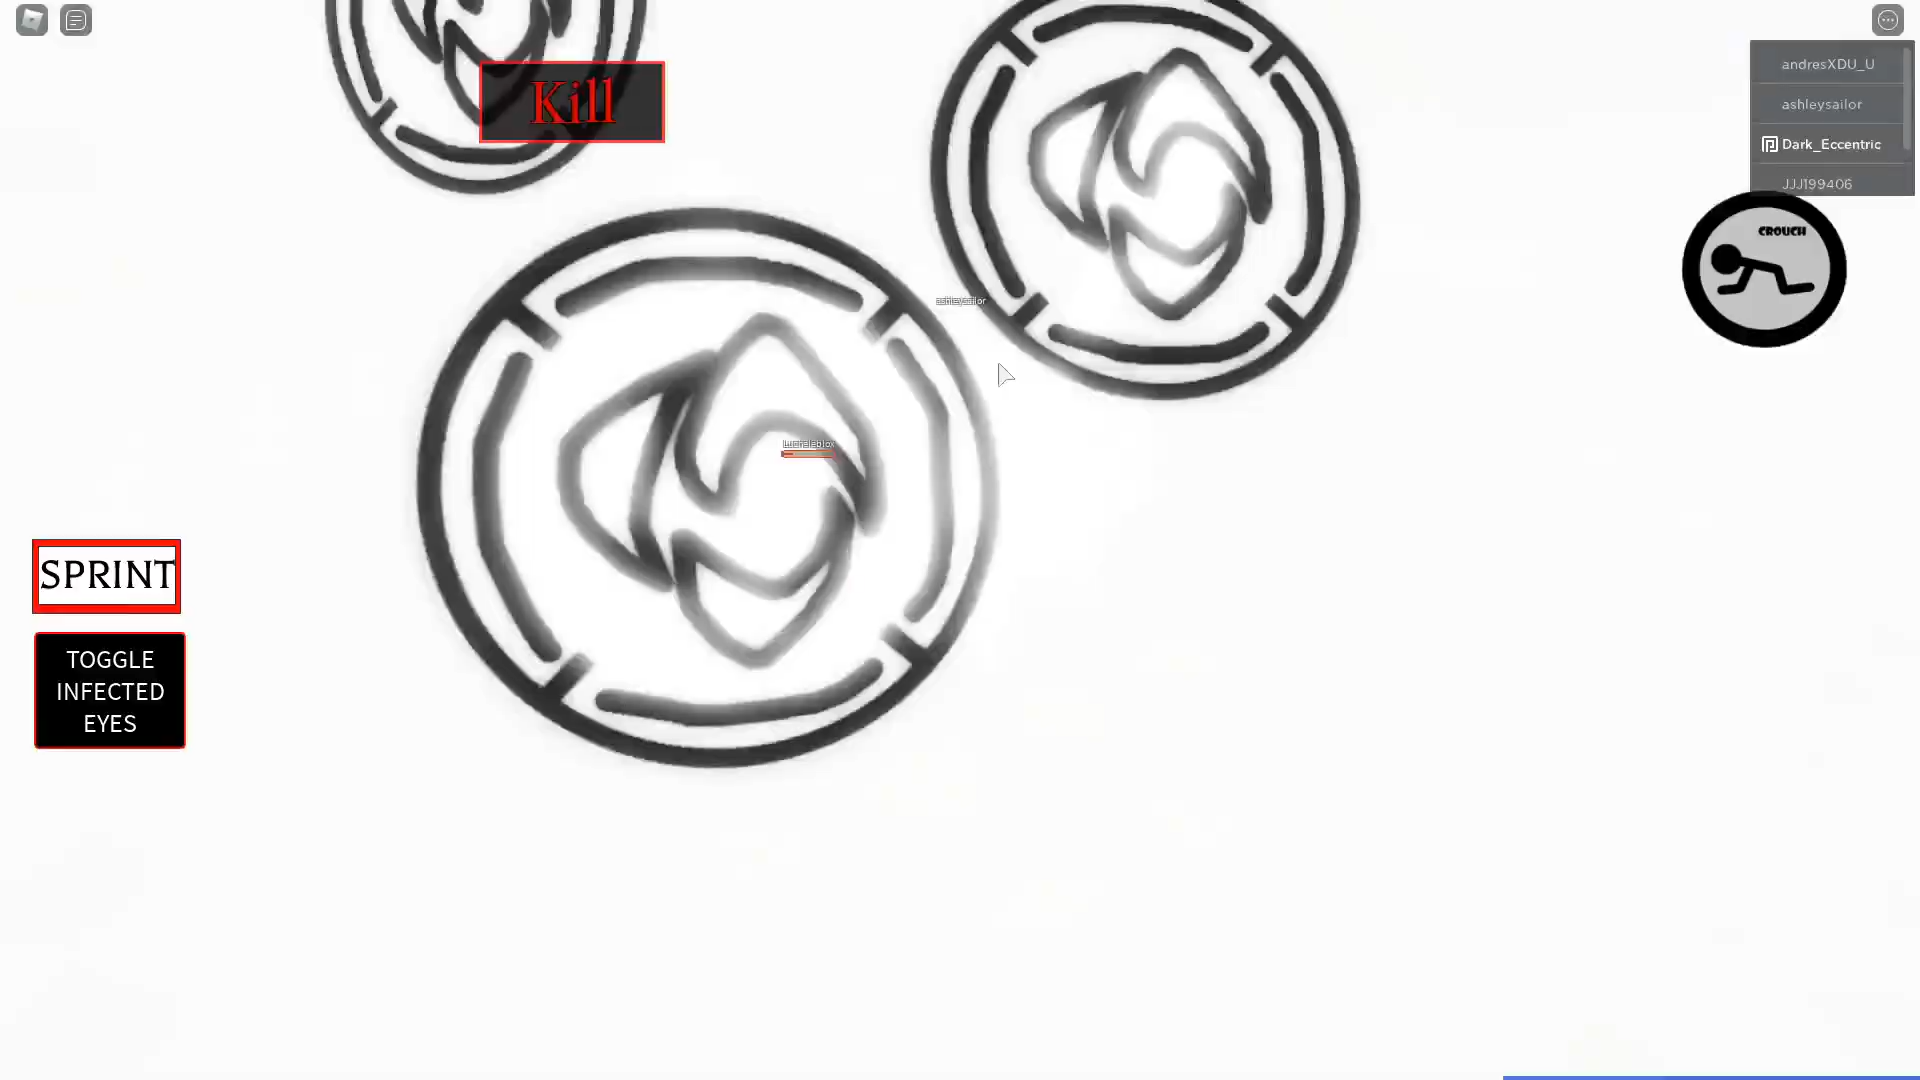 Kill
andresXDU_U
ashleysailor
Dark_Eccentric
JJJ199406
CROUCH
ashleysailor
SPRINT
TOGGLE
INFECTED
EYES